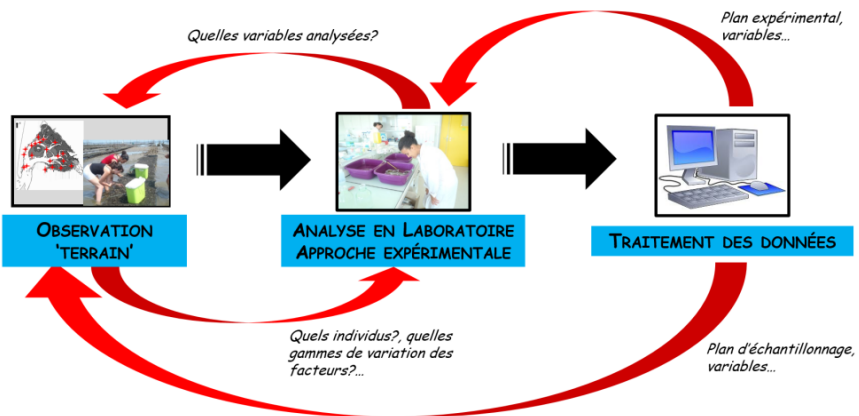 Quelles variables analysées?
Plan expérimental,
variables...
OBSERVATION
'TERRAIN'
ANALYSE EN LABORATOIRE
APPROCHE EXPÉRIMENTALE
TRAITEMENT DES DONNÉES
Quels individus?, quelles
gammes de variation des
facteurs?...
Plan d'échantillonnage,
variables...